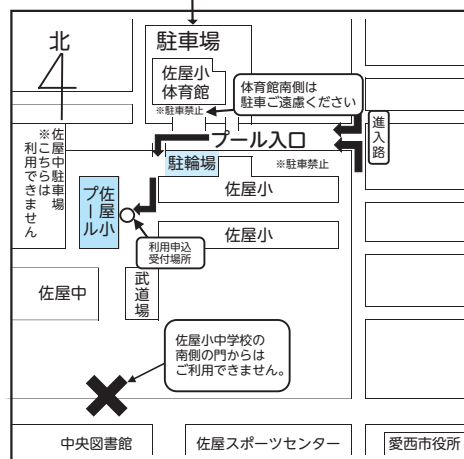 北
駐車場
佐屋小
体育館
※駐車禁止
体育館南側は
駐車ご遠慮ください
進入路
プール入口
駐輪場
※駐車禁止
佐屋中駐車場
※こちらは
利用できません
佐屋小
プール
佐屋小
利用申込
受付場所
佐屋小
佐屋中
武道場
佐屋小中学校の
南側の門からは
ご利用できません。
中央図書館
佐屋スポーツセンター
愛西市役所